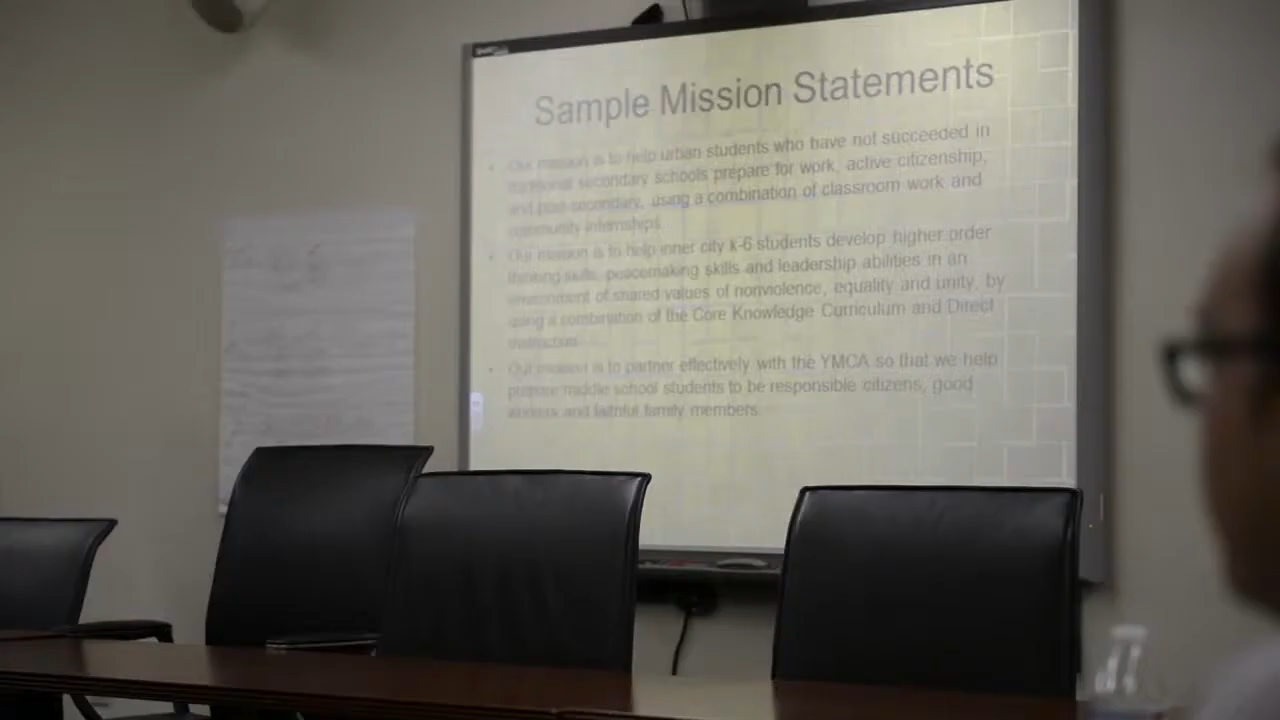 Sample Mission Statements
• Our mission is to help urban students who have not succeeded in
traditional secondary schools prepare for work, active citizenship,
and post-secondary, using a combination of classroom work and
community internships.
• Our mission is to help inner city k-6 students develop higher order
thinking skills, peacemaking skills and leadership abilities in an
environment of shared values of nonviolence, equality and unity, by
using a combination of the Core Knowledge Curriculum and Direct
Instruction.
• Our mission is to partner effectively with the YMCA so that we help
prepare middle school students to be responsible citizens, good
workers and faithful family members.